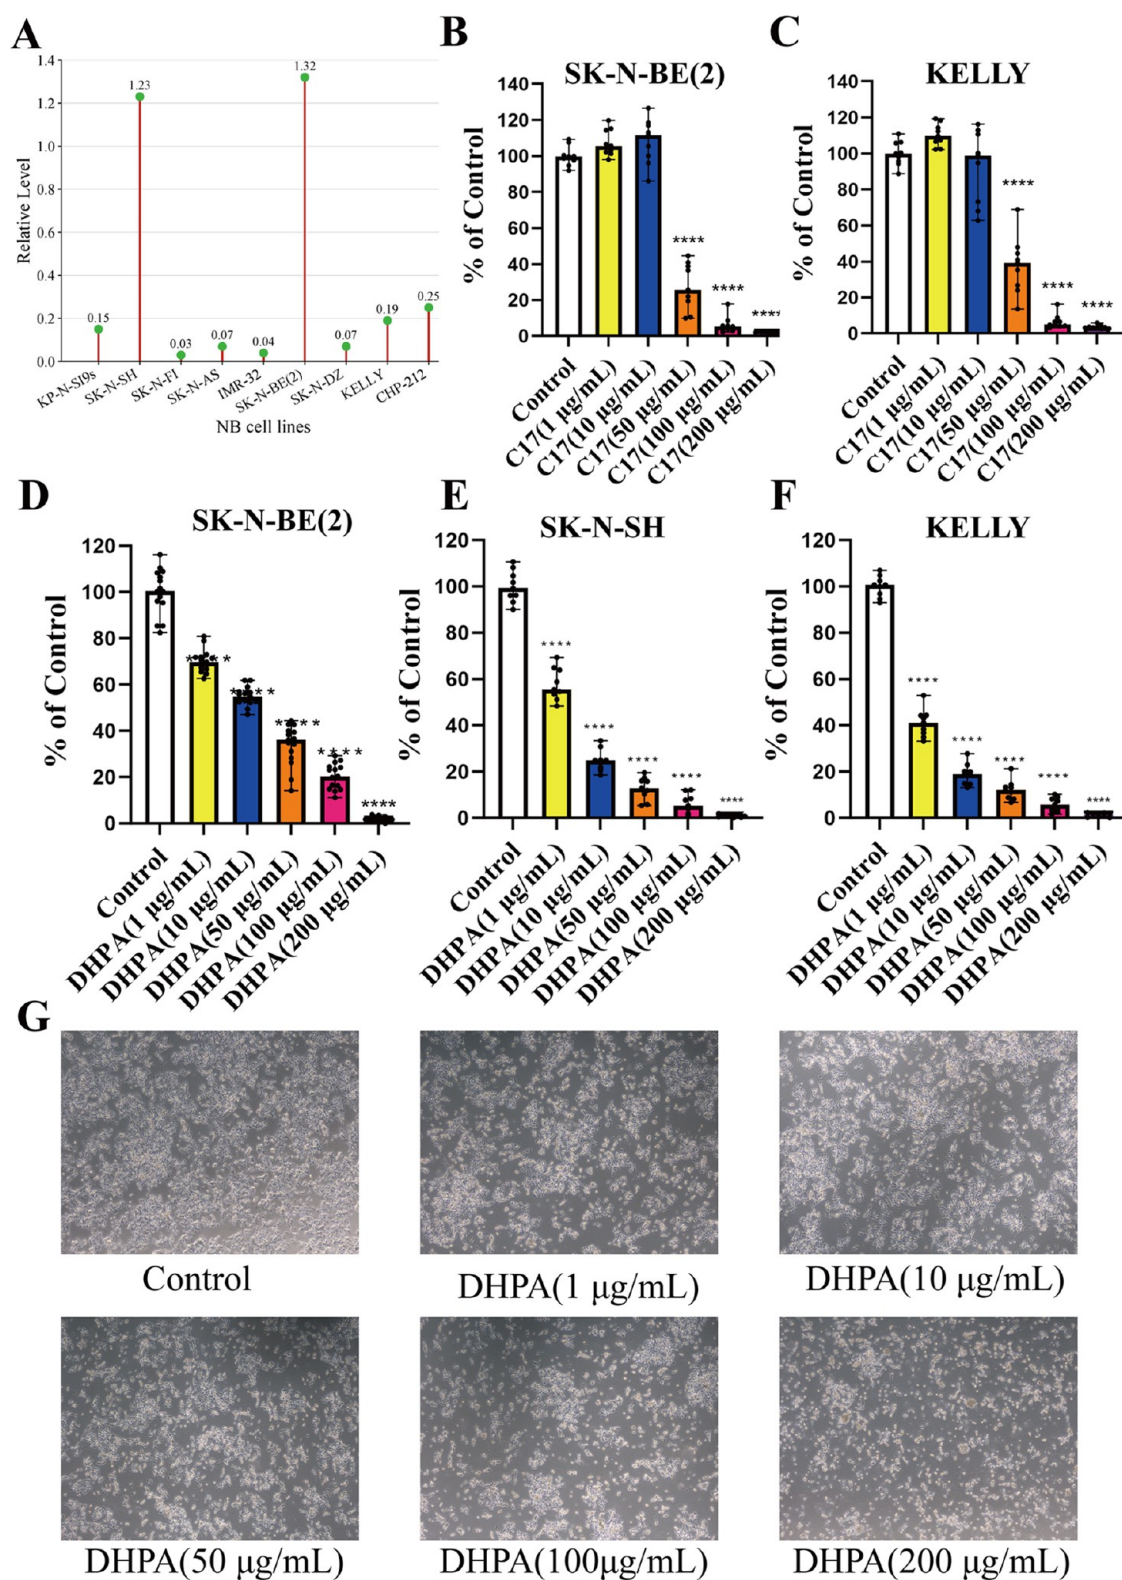 A
1.4
1.2
1.0
0.8
0.6
0.4
0.2
0.0
Relative Level
0.15
1.23
0.03
0.07
0.04
1.32
0.07
0.19
0.25
KP-N-SI9s
SK-N-SH
SK-N-FI
SK-N-AS
IMR-32
SK-N-BE(2)
SK-N-DZ
KELLY
CHP-212
NB cell lines
B
SK-N-BE(2)
% of Control
140
120
100
80
60
40
20
0
****
****
****
Control
C17(1 μg/mL)
C17(10 μg/mL)
C17(50 μg/mL)
C17(100 μg/mL)
C17(200 μg/mL)
C
KELLY
% of Control
140
120
100
80
60
40
20
0
****
****
****
Control
C17(1 μg/mL)
C17(10 μg/mL)
C17(50 μg/mL)
C17(100 μg/mL)
C17(200 μg/mL)
D
SK-N-BE(2)
% of Control
120
100
80
60
40
20
0
****
****
****
****
****
Control
DHPA(1 μg/mL)
DHPA(10 μg/mL)
DHPA(50 μg/mL)
DHPA(100 μg/mL)
DHPA(200 μg/mL)
E
SK-N-SH
% of Control
120
100
80
60
40
20
0
****
****
****
****
****
Control
DHPA(1 μg/mL)
DHPA(10 μg/mL)
DHPA(50 μg/mL)
DHPA(100 μg/mL)
DHPA(200 μg/mL)
F
KELLY
% of Control
120
100
80
60
40
20
0
****
****
****
****
****
Control
DHPA(1 μg/mL)
DHPA(10 μg/mL)
DHPA(50 μg/mL)
DHPA(100 μg/mL)
DHPA(200 μg/mL)
G
Control
DHPA(1 μg/mL)
DHPA(10 μg/mL)
DHPA(50 μg/mL)
DHPA(100μg/mL)
DHPA(200 μg/mL)